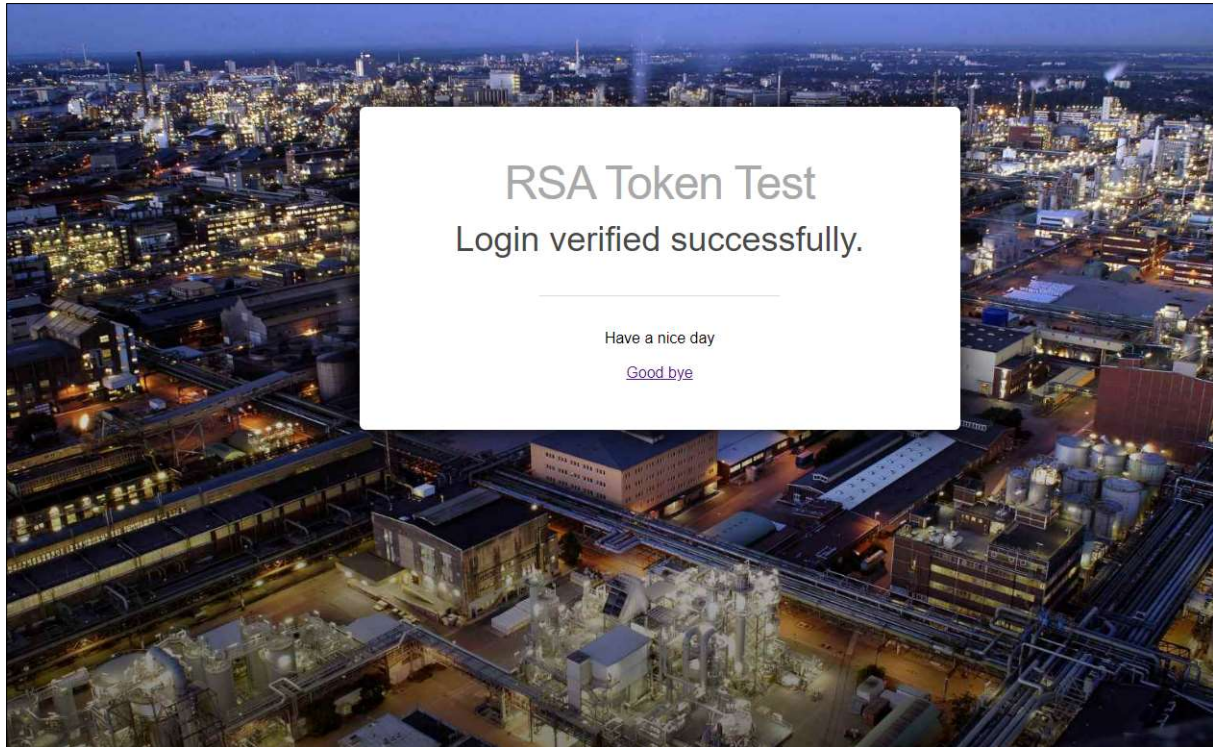 RSA Token Test
Login verified successfully.
Have a nice day
Good bye